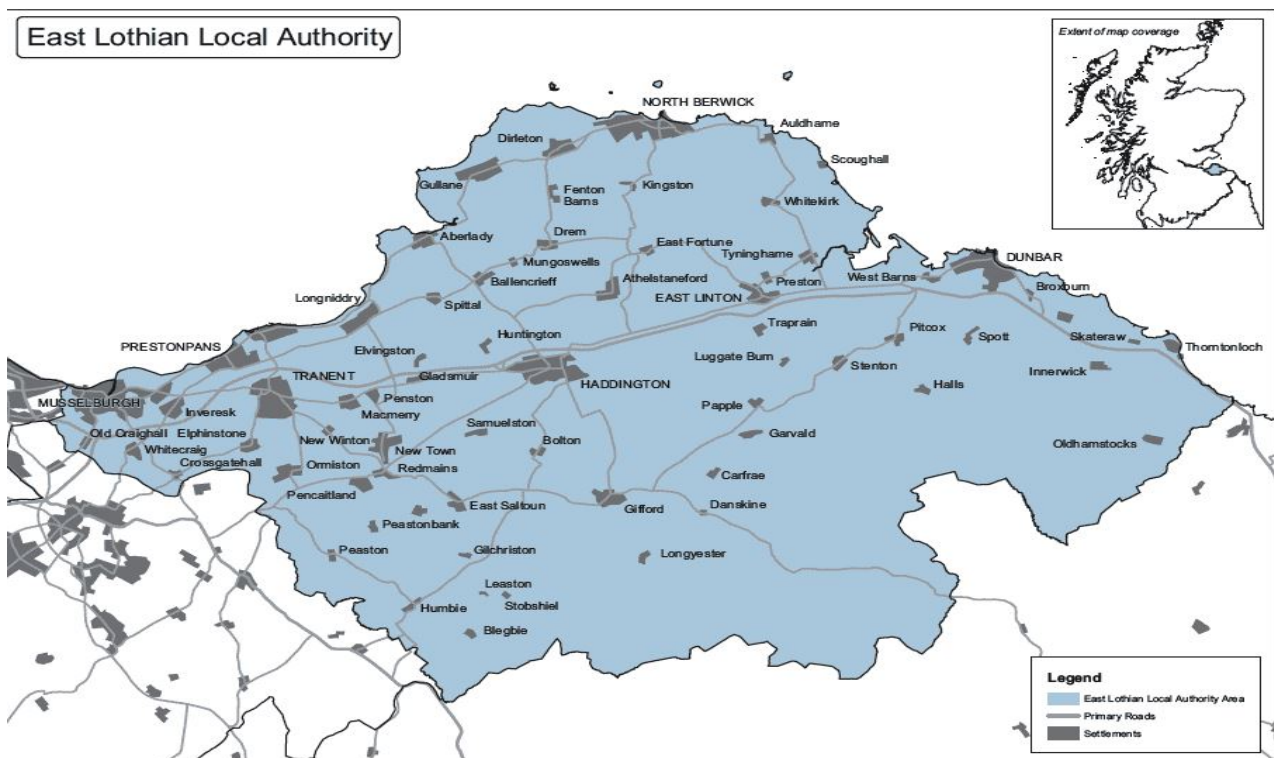 East Lothian Local Authority
Extent of map coverage
NORTH BERWICK
Auldhame
Dirleton
Scoughall
Gullane
Fenton
Barns
Kingston
Whitekirk
Aberlady
Drem
East Fortune
Tyninghame
DUNBAR
Mungoswells
Ballencrieff
Athelstaneford
Preston
West Barns
Broxburn
Longniddry
Spittal
EAST LINTON
Huntington
Traprain
Pitcox
Spott
Skateraw
Thorntonloch
PRESTONPANS
Elvingston
Luggate Burn
Stenton
Innerwick
TRANENT
Gladsmuir
HADDINGTON
Halls
MUSSELBURGH
Inveresk
Penston
Macmerry
Papple
Samuelston
Old Craighall
Elphinstone
New Winton
New Town
Bolton
Garvald
Oldhamstocks
Whitecraig
Crossgatehall
Ormiston
Redmains
Carfrae
Pencaitland
East Saltoun
Gifford
Danskine
Peastonbank
Peaston
Gilchriston
Longyester
Leaston
Humbie
Stobshiel
Blegbie
Legend
East Lothian Local Authority Area
Primary Roads
Settlements